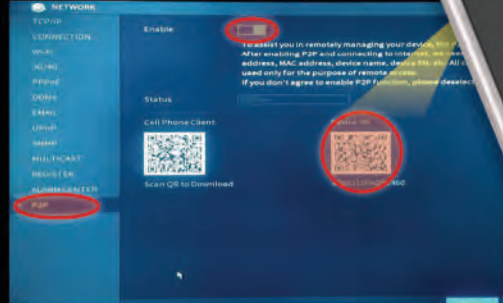 NETWORK
TCP/IP
CONNECTION
Wi-Fi
3G/4G
PPPoE
DDNS
EMAIL
UPnP
SNMP
MULTICAST
REGISTER
ALARM CENTER
P2P
Enable
To assist you in remotely managing your device, the P
After enabling P2P and connecting to internet, we need
address, MAC address, device name, device SN, etc. All
used only for the purpose of remote access.
If you don't agree to enable P2P function, please deselect
Status
Cell Phone Client
Scan QR to Download